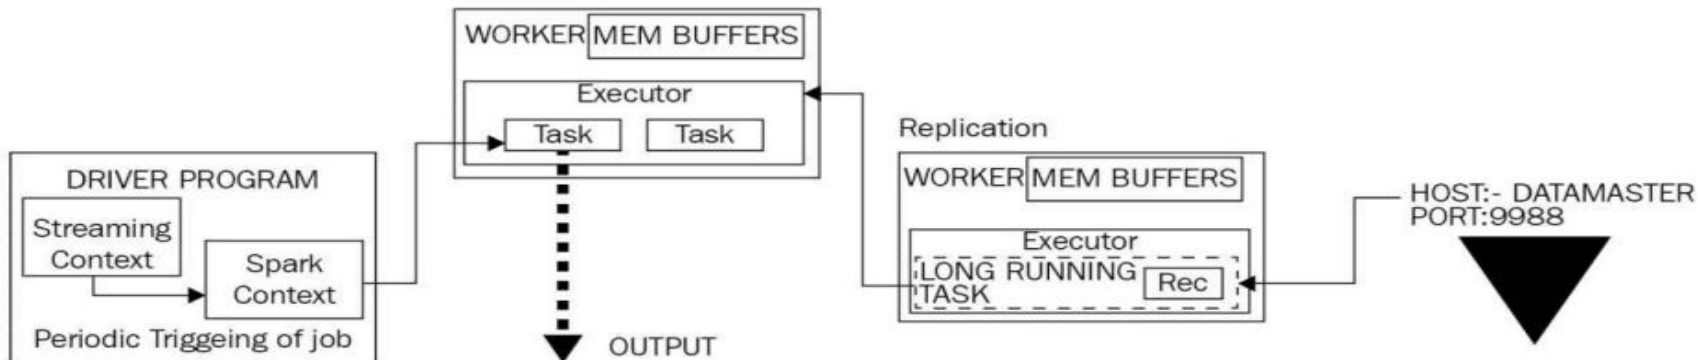 WORKER MEM BUFFERS
Executor
Task Task
Replication
DRIVER PROGRAM
Streaming
Context
Spark
Context
Periodic Triggeing of job
OUTPUT
WORKER MEM BUFFERS
Executor
LONG RUNNING
TASK
Rec
HOST:- DATAMASTER
PORT:9988